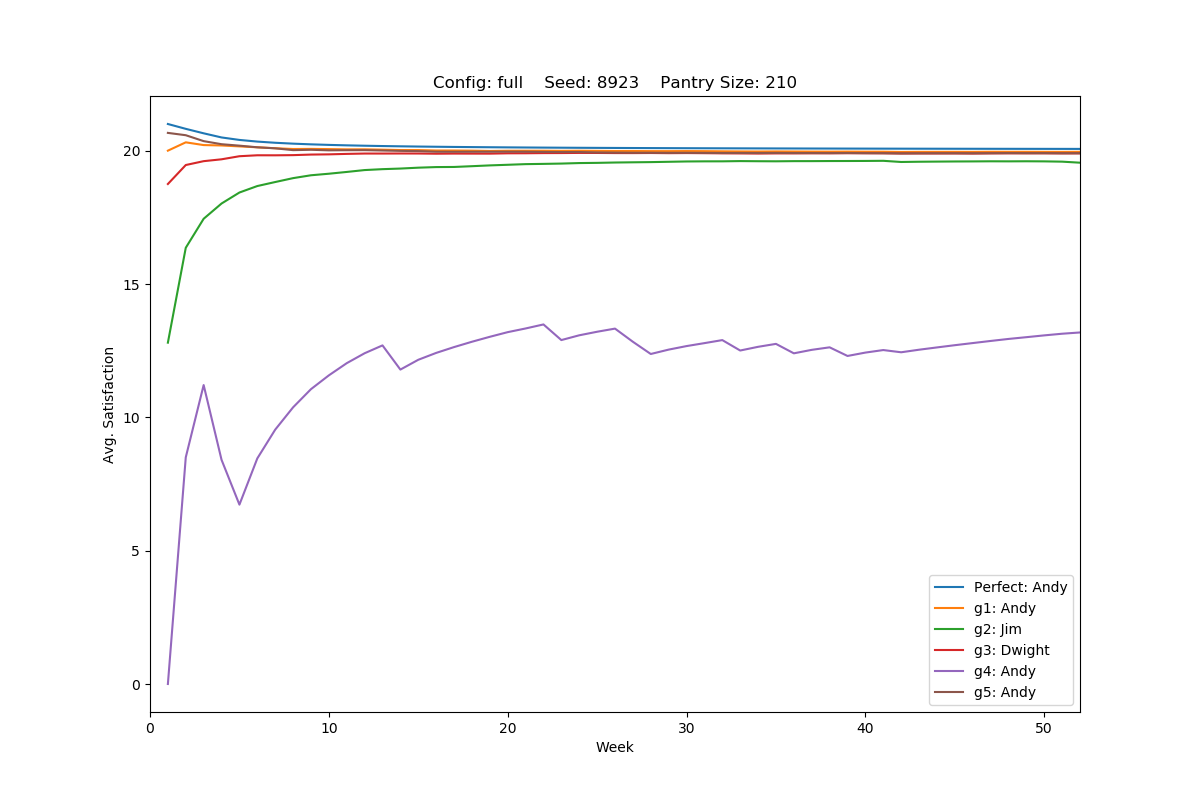 Config: full    Seed: 8923    Pantry Size: 210
20
15
10
5
0
Avg. Satisfaction
0 10 20 30 40 50
Week
Perfect: Andy
g1: Andy
g2: Jim
g3: Dwight
g4: Andy
g5: Andy